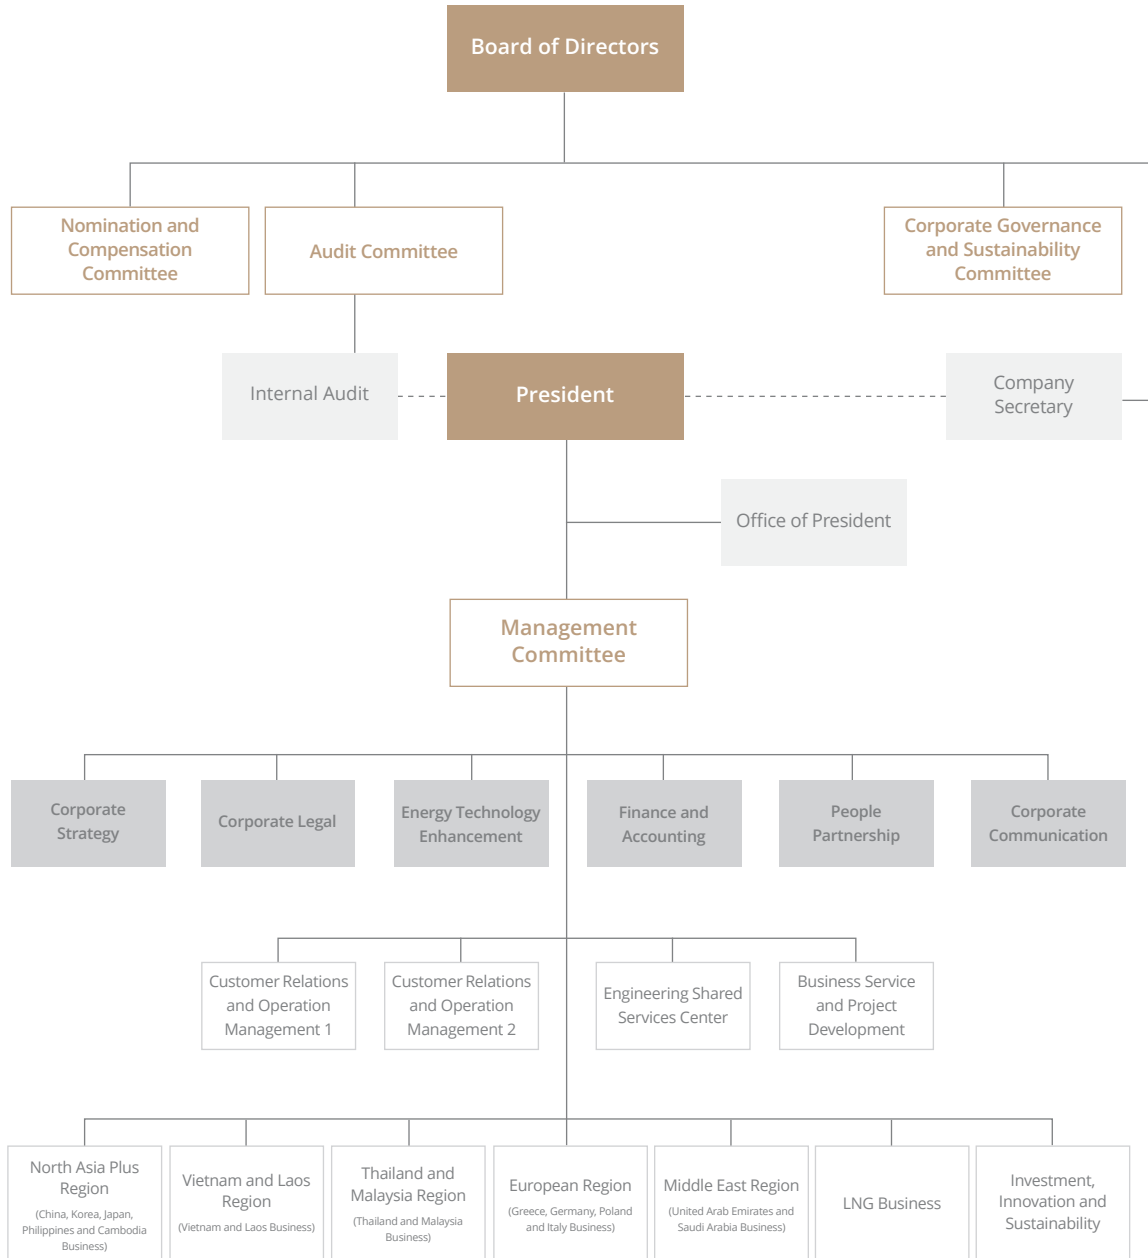 Board of Directors
Nomination and
Compensation
Committee
Audit Committee
Corporate Governance
and Sustainability
Committee
Internal Audit
President
Company
Secretary
Office of President
Management
Committee
Corporate
Strategy
Corporate Legal
Energy Technology
Enhancement
Finance and
Accounting
People
Partnership
Corporate
Communication
Customer Relations
and Operation
Management 1
Customer Relations
and Operation
Management 2
Engineering Shared
Services Center
Business Service
and Project
Development
North Asia Plus
Region
(China, Korea, Japan,
Philippines and Cambodia
Business)
Vietnam and Laos
Region
(Vietnam and Laos Business)
Thailand and
Malaysia Region
(Thailand and Malaysia
Business)
European Region
(Greece, Germany, Poland
and Italy Business)
Middle East Region
(United Arab Emirates and
Saudi Arabia Business)
LNG Business
Investment,
Innovation and
Sustainability